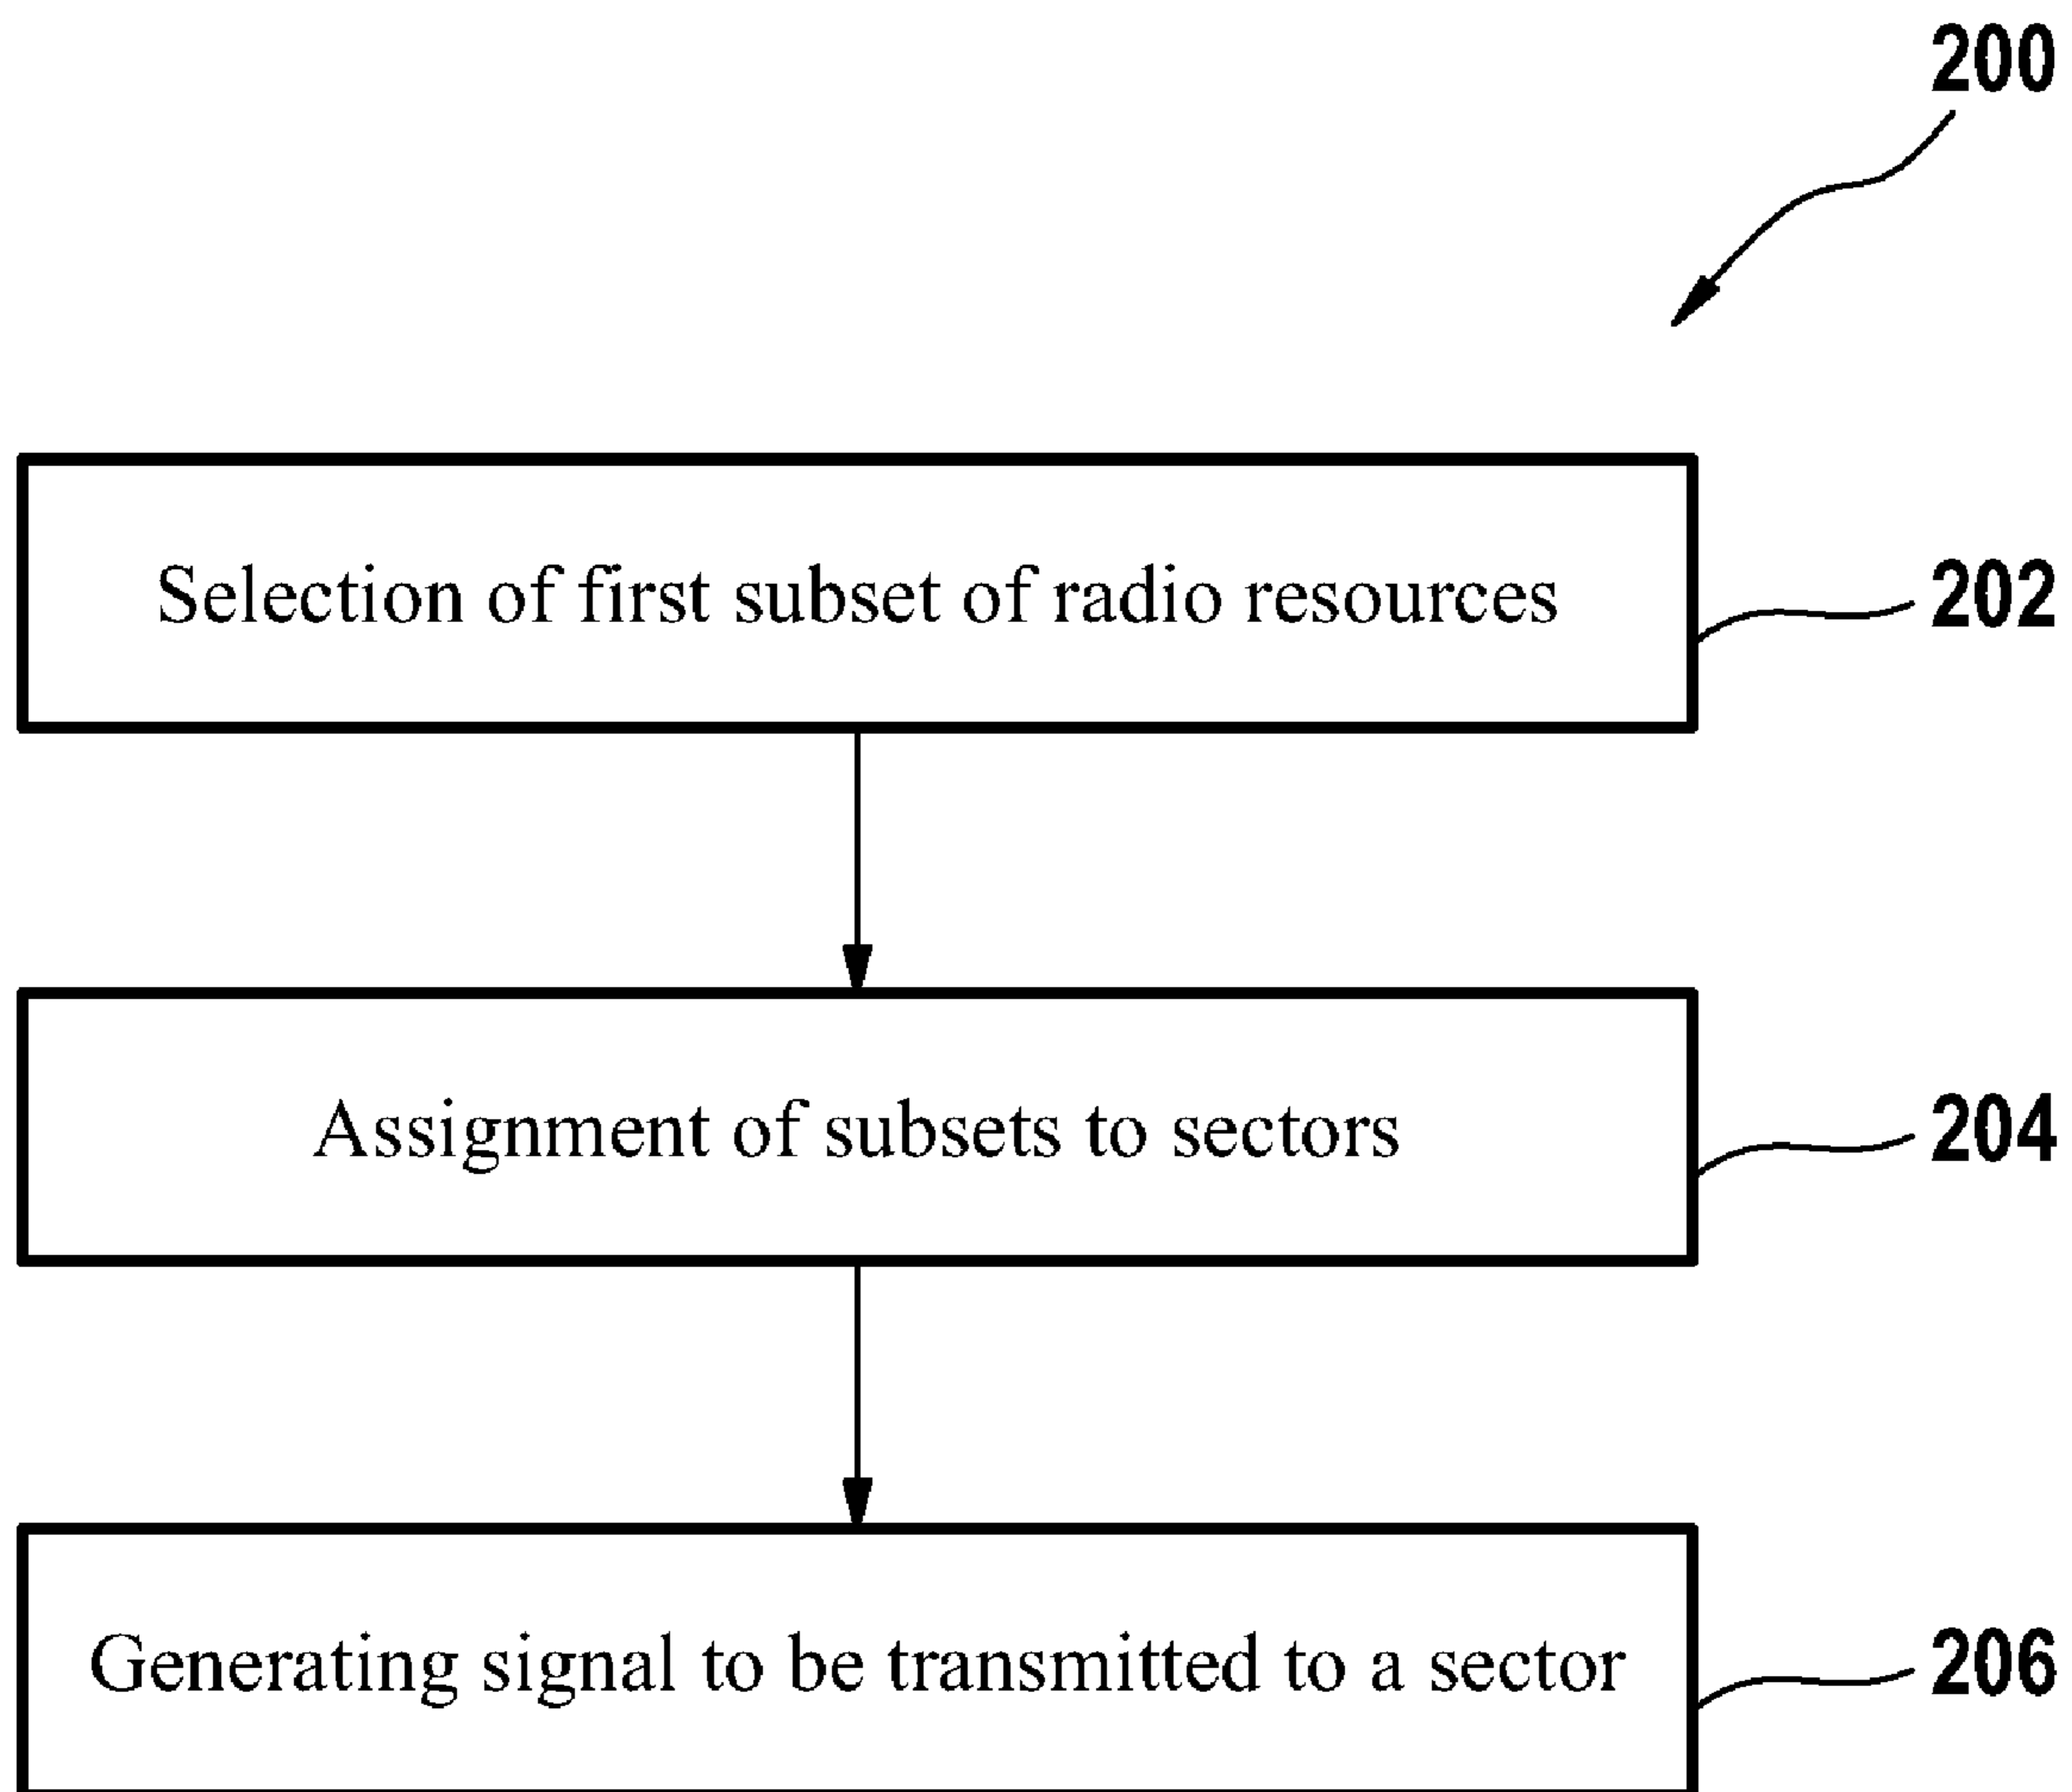 200
Selection of first subset of radio resources
202
Assignment of subsets to sectors
204
Generating signal to be transmitted to a sector
206